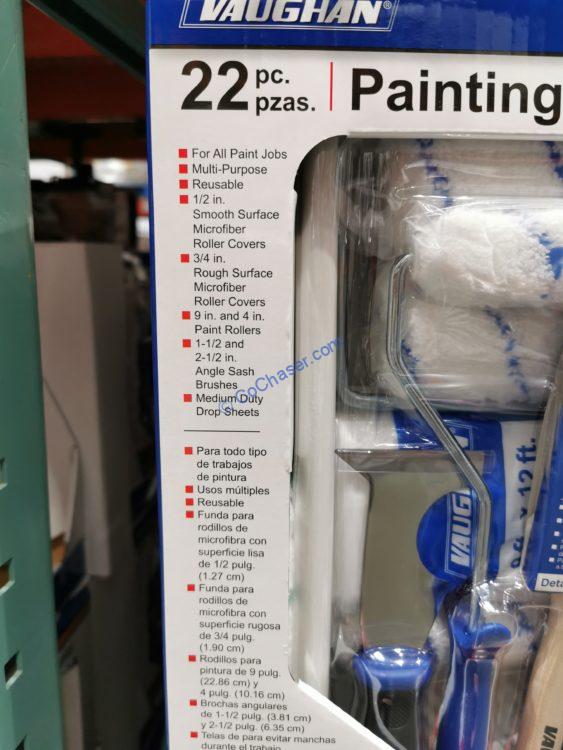 VAUGHAN®
22 pc. pzas. | Painting
For All Paint Jobs
Multi-Purpose
Reusable
1/2 in.
Smooth Surface
Microfiber
Roller Covers
3/4 in.
Rough Surface
Microfiber
Roller Covers
9 in. and 4 in.
Paint Rollers
1-1/2 and
2-1/2 in.
Angle Sash
Brushes
Medium Duty
Drop Sheets
Para todo tipo
de trabajos
de pintura
Usos múltiples
Reusable
Funda para
rodillos de
microfibra con
superficie lisa
de 1/2 pulg.
(1.27 cm)
Funda para
rodillos de
microfibra con
superficie rugosa
de 3/4 pulg.
(1.90 cm)
Rodillos para
pintura de 9 pulg.
(22.86 cm) y
4 pulg. (10.16 cm)
Brochas angulares
de 1-1/2 pulg. (3.81 cm)
y 2-1/2 pulg. (6.35 cm)
Telas de para evitar manchas
durante el trabajo
© CoChaser.com
VAUGHAN
x 12 ft.
Deta
VAUGHAN